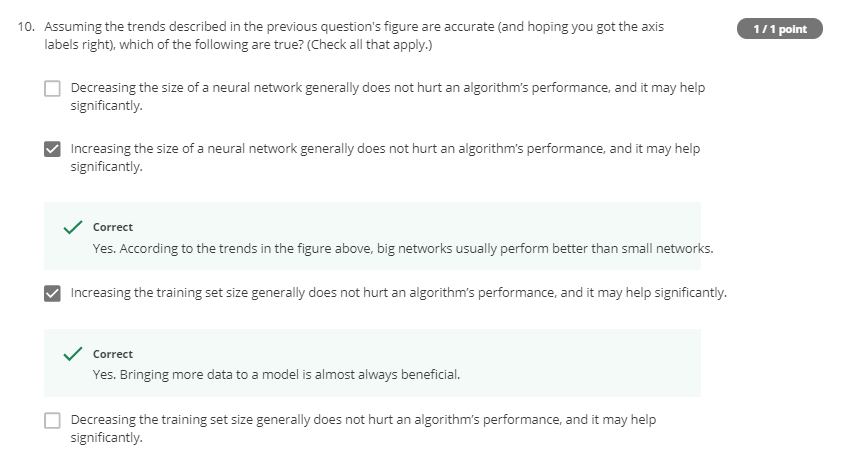 10. Assuming the trends described in the previous question's figure are accurate (and hoping you got the axis
labels right), which of the following are true? (Check all that apply.)
1 / 1 point
Decreasing the size of a neural network generally does not hurt an algorithm's performance, and it may help
significantly.
Increasing the size of a neural network generally does not hurt an algorithm's performance, and it may help
significantly.
Correct
Yes. According to the trends in the figure above, big networks usually perform better than small networks.
Increasing the training set size generally does not hurt an algorithm's performance, and it may help significantly.
Correct
Yes. Bringing more data to a model is almost always beneficial.
Decreasing the training set size generally does not hurt an algorithm's performance, and it may help
significantly.